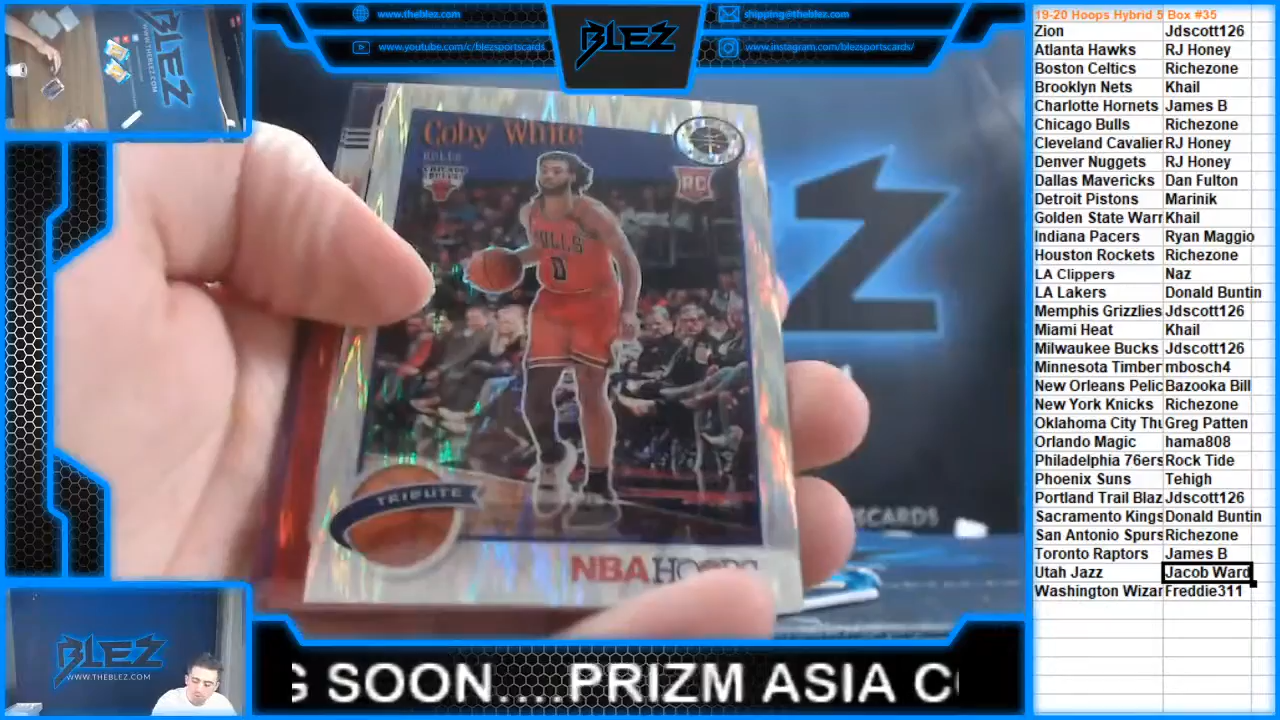 www.theblez.com
shipping@theblez.com
www.youtube.com/c/blezsportscards/
www.instagram.com/blezsportscards/
BLEZ
Coby White
BULLS
RC
BULLS
0
TRIBUTE
NBA HOOPS
SCARDS
BLEZ
WWW.THEBLEZ.COM
G SOON....PRIZM ASIA C
19-20 Hoops Hybrid 5 Box #35
Zion Jdscott126
Atlanta Hawks RJ Honey
Boston Celtics Richezone
Brooklyn Nets Khail
Charlotte Hornets James B
Chicago Bulls Richezone
Cleveland Cavalier RJ Honey
Denver Nuggets RJ Honey
Dallas Mavericks Dan Fulton
Detroit Pistons Marinik
Golden State Warr Khail
Indiana Pacers Ryan Maggio
Houston Rockets Richezone
LA Clippers Naz
LA Lakers Donald Buntin
Memphis Grizzlies Jdscott126
Miami Heat Khail
Milwaukee Bucks Jdscott126
Minnesota Timber mbosch4
New Orleans Pelic Bazooka Bill
New York Knicks Richezone
Oklahoma City Thu Greg Patten
Orlando Magic hama808
Philadelphia 76ers Rock Tide
Phoenix Suns Tehigh
Portland Trail Blaz Jdscott126
Sacramento Kings Donald Buntin
San Antonio Spurs Richezone
Toronto Raptors James B
Utah Jazz Jacob Ward
Washington Wizar Freddie311